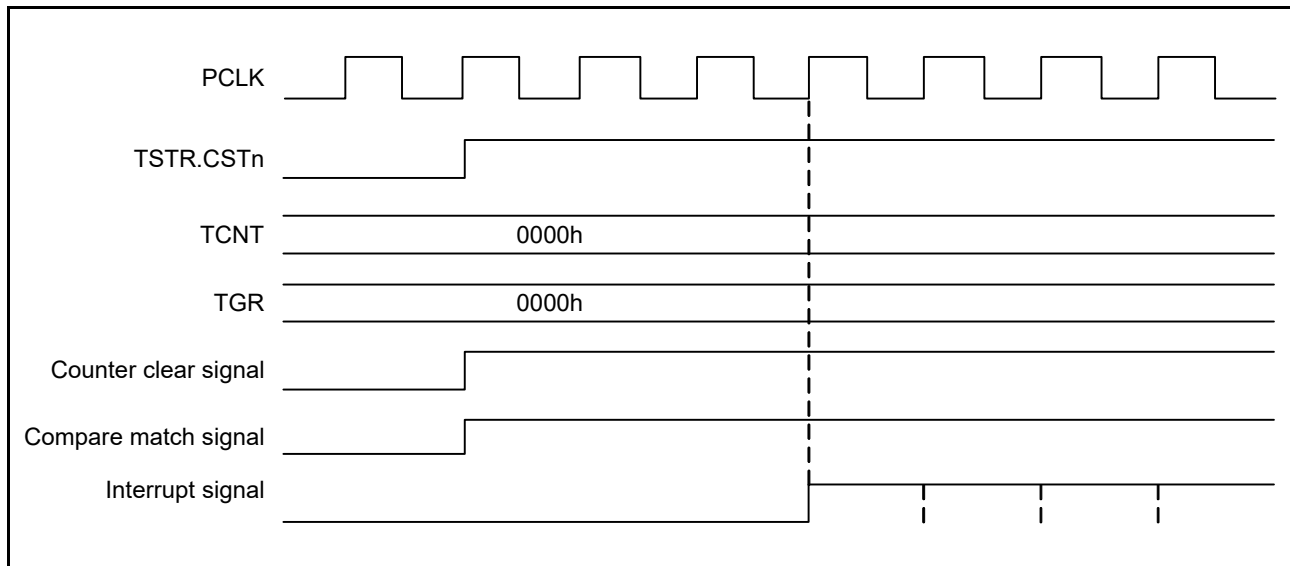 PCLK
TSTR.CSTn
TCNT
0000h
TGR
0000h
Counter clear signal
Compare match signal
Interrupt signal